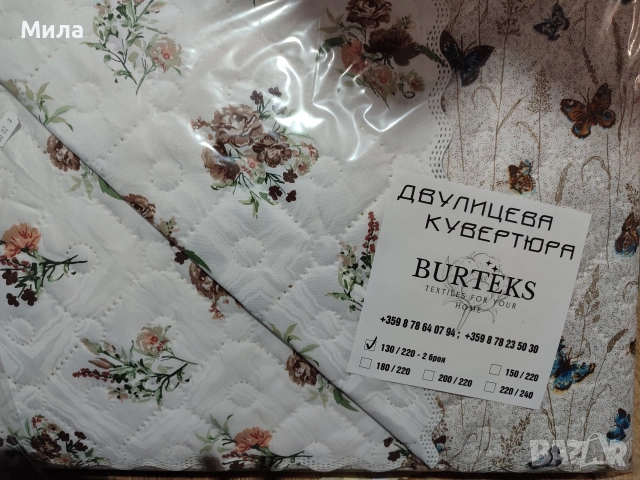 Мила
ДВУЛИЦЕВА
КУВЕРТЮРА
BURTEKS
TEXTILES FOR YOUR
HOME
+359 8 78 64 07 94 ; +359 8 78 23 50 30
✓ 130 / 220 - 2 броя
150 / 220
180 / 220
200 / 220
220 / 240
BAZAR